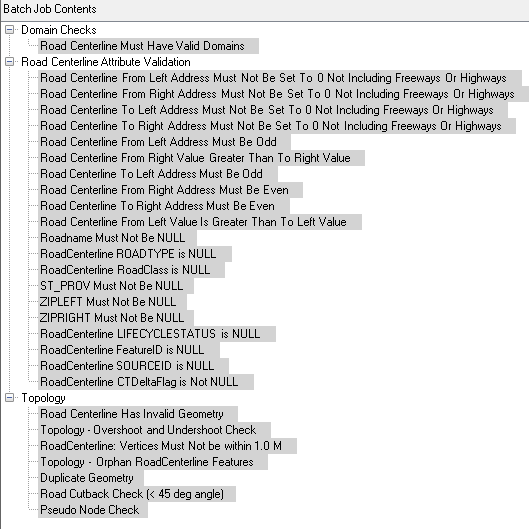 Batch Job Contents
Domain Checks
Road Centerline Must Have Valid Domains
Road Centerline Attribute Validation
Road Centerline From Left Address Must Not Be Set To 0 Not Including Freeways Or Highways
Road Centerline From Right Address Must Not Be Set To 0 Not Including Freeways Or Highways
Road Centerline To Left Address Must Not Be Set To 0 Not Including Freeways Or Highways
Road Centerline To Right Address Must Not Be Set To 0 Not Including Freeways Or Highways
Road Centerline From Left Address Must Be Odd
Road Centerline From Right Value Greater Than To Right Value
Road Centerline To Left Address Must Be Odd
Road Centerline From Right Address Must Be Even
Road Centerline To Right Address Must Be Even
Road Centerline From Left Value Is Greater Than To Left Value
Roadname Must Not Be NULL
RoadCenterline ROADTYPE is NULL
RoadCenterline RoadClass is NULL
ST_PROV Must Not Be NULL
ZIPLEFT Must Not Be NULL
ZIPRIGHT Must Not Be NULL
RoadCenterline LIFECYCLESTATUS is NULL
RoadCenterline FeatureID is NULL
RoadCenterline SOURCEID is NULL
RoadCenterline CTDeltaFlag is Not NULL
Topology
Road Centerline Has Invalid Geometry
Topology - Overshoot and Undershoot Check
RoadCenterline: Vertices Must Not be within 1.0 M
Topology - Orphan RoadCenterline Features
Duplicate Geometry
Road Cutback Check (< 45 deg angle)
Pseudo Node Check